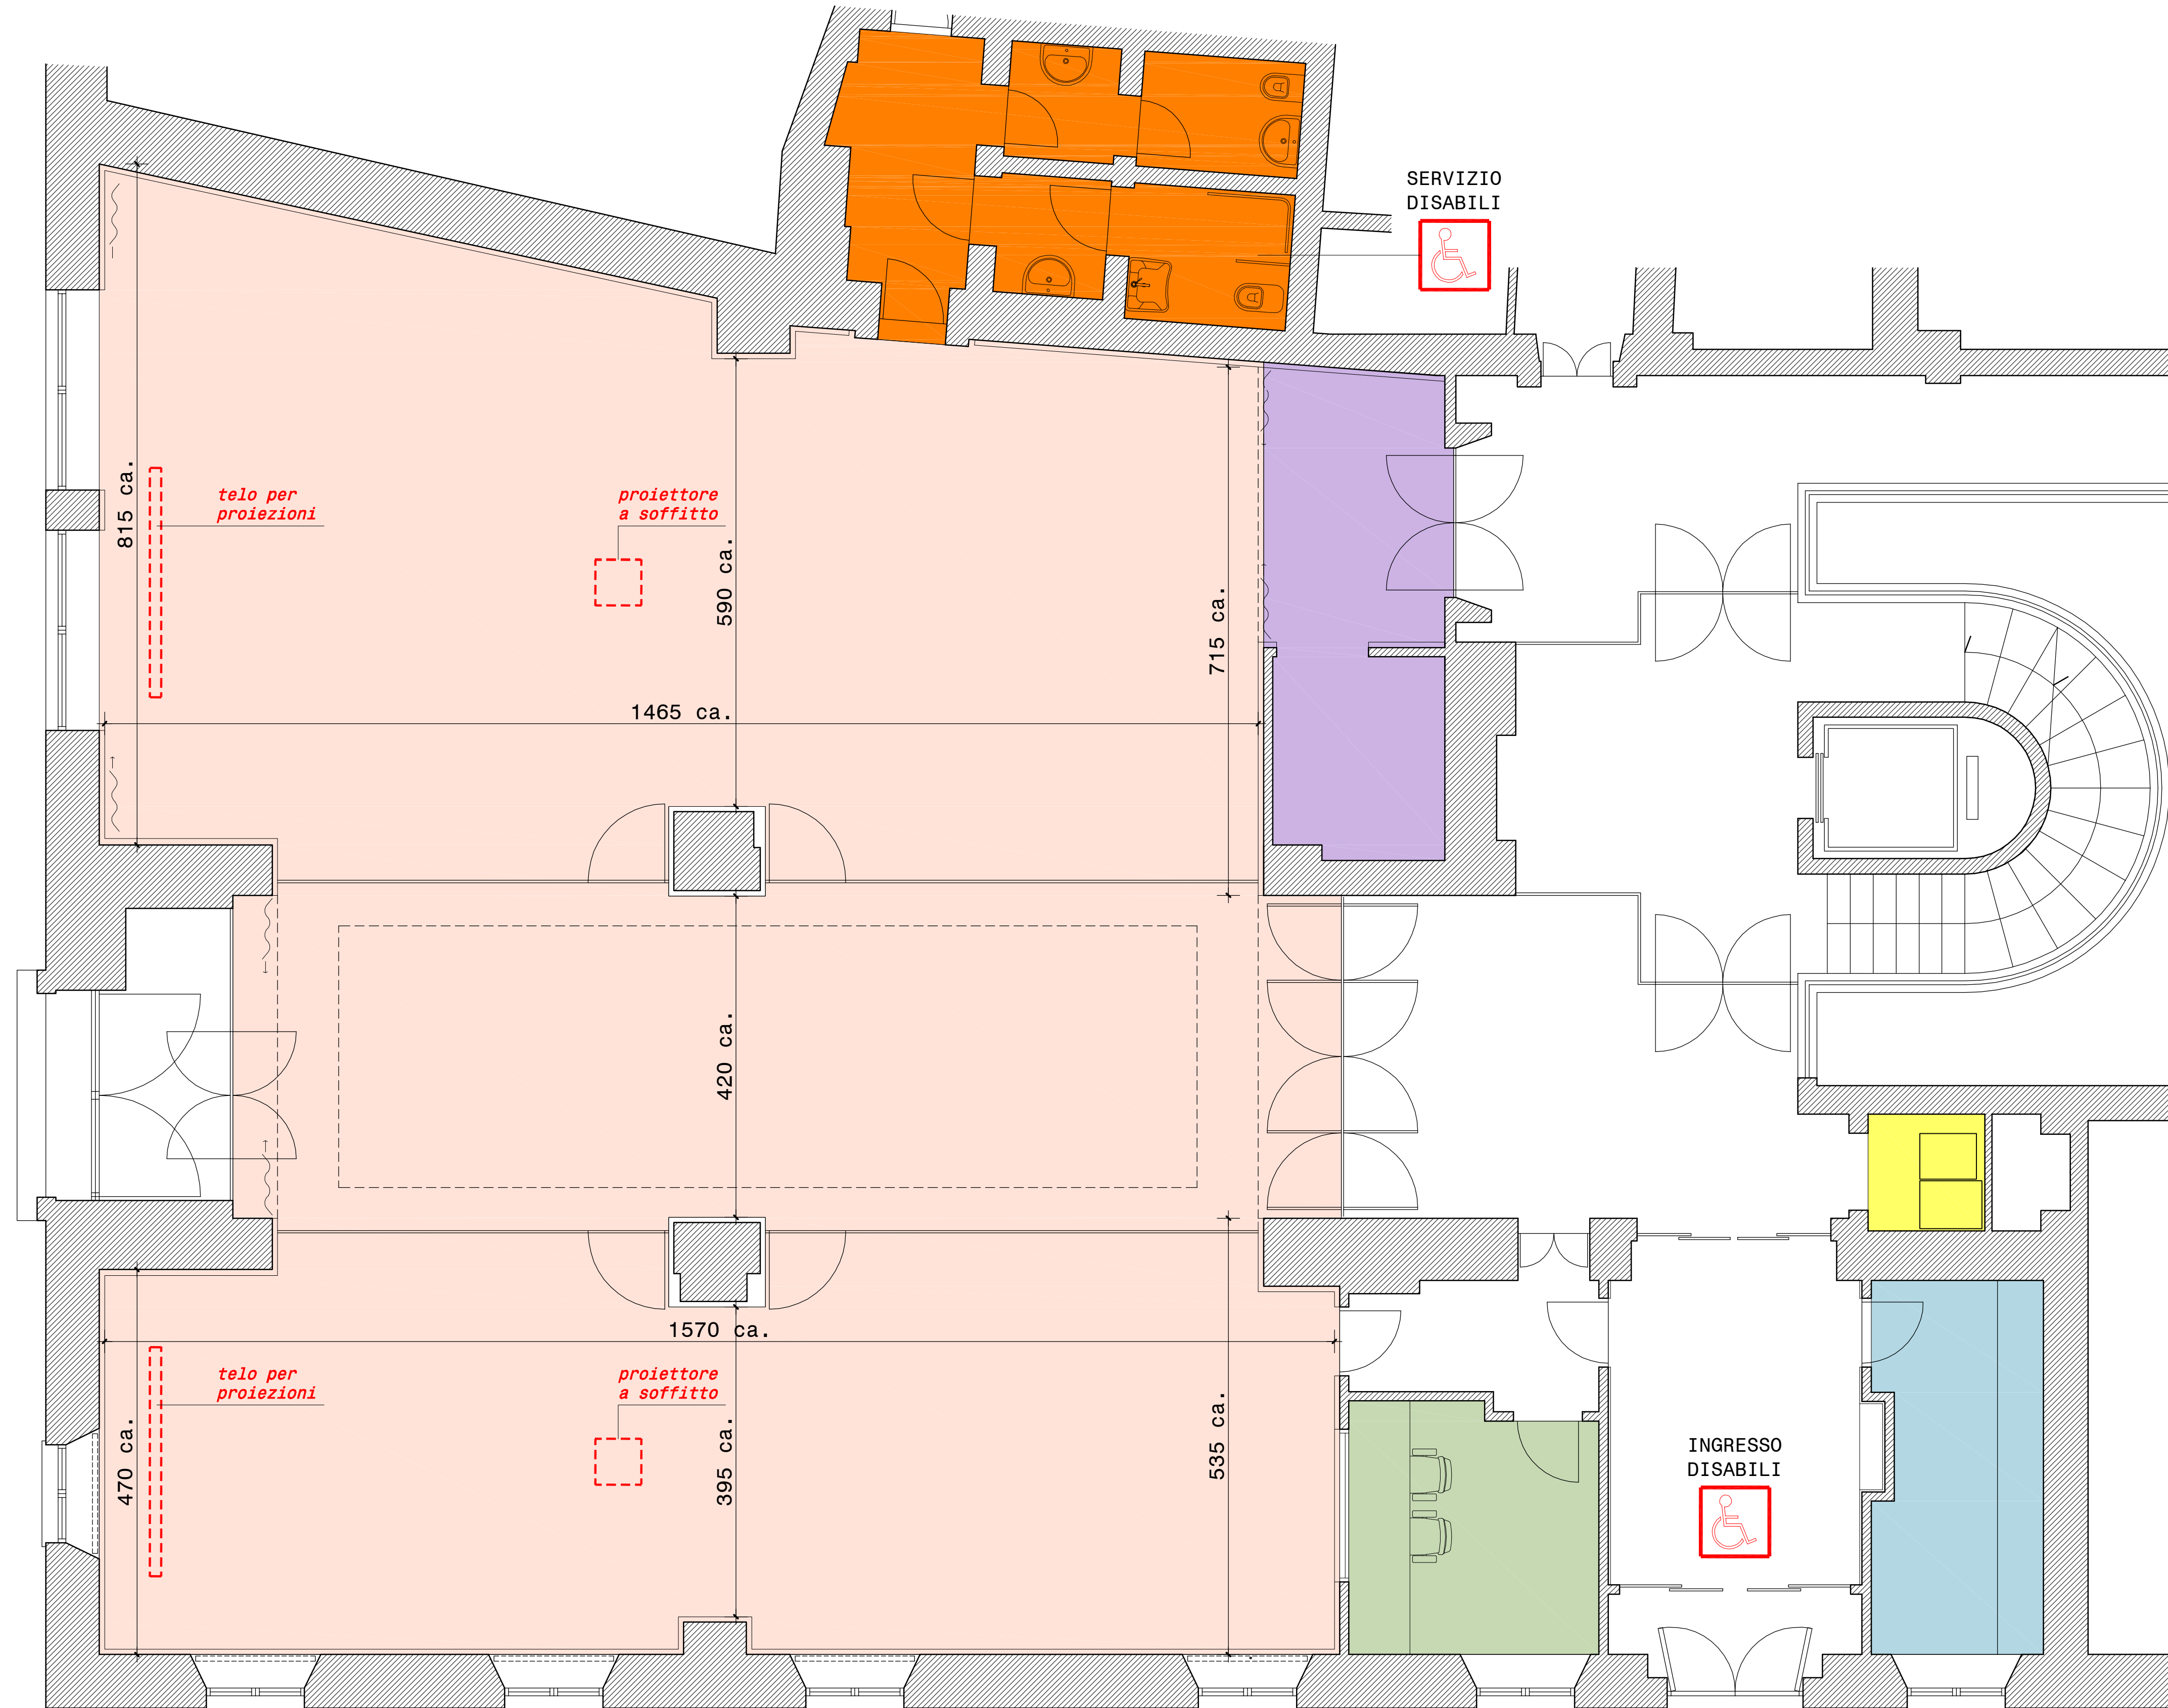 SERVIZIO
DISABILI
815 ca.
telo per
proiezioni
proiettore
a soffitto
590 ca.
715 ca.
1465 ca.
420 ca.
1570 ca.
telo per
proiezioni
proiettore
a soffitto
470 ca.
395 ca.
535 ca.
INGRESSO
DISABILI